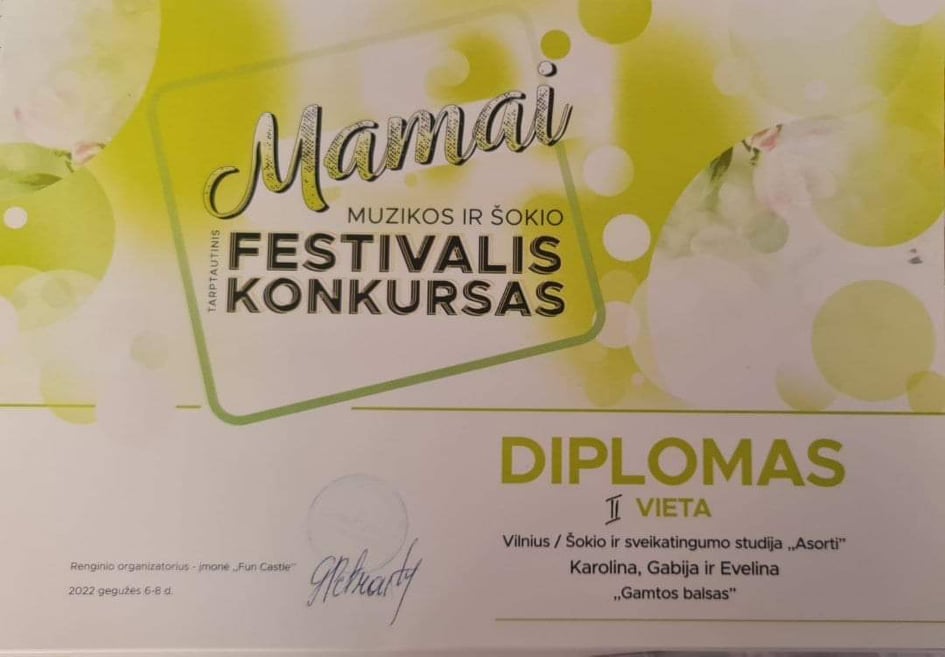 Mamai
MUZIKOS IR ŠOKIO
TARPTAUTINIS
FESTIVALIS
KONKURSAS
DIPLOMAS
II VIETA
Vilnius / Šokio ir sveikatingumo studija „Asorti”
Karolina, Gabija ir Evelina
„Gamtos balsas”
Renginio organizatorius - įmonė „Fun Castle”
2022 gegužės 6-8 d.